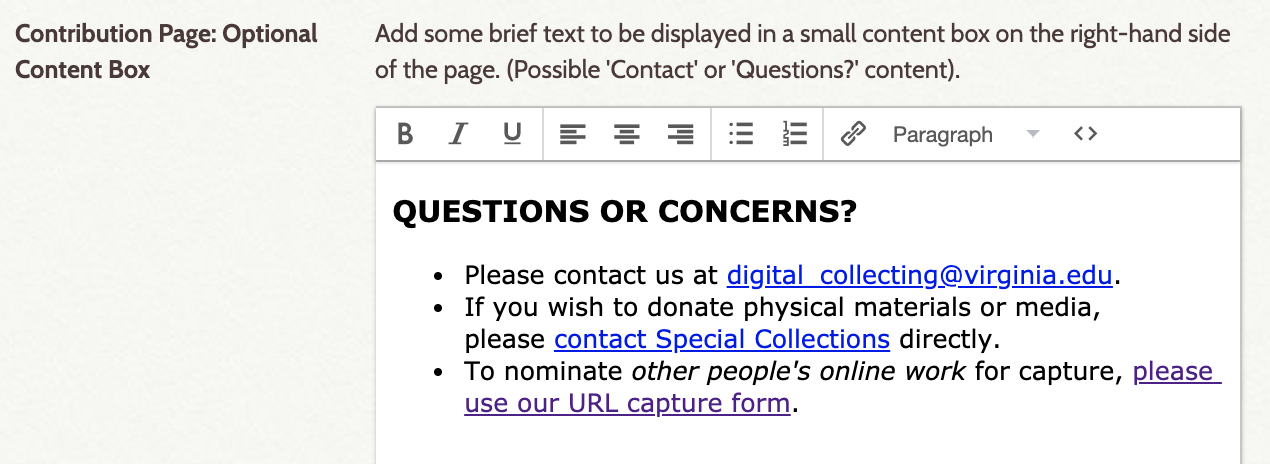 Contribution Page: Optional
Content Box
Add some brief text to be displayed in a small content box on the right-hand side
of the page. (Possible 'Contact' or 'Questions?' content).
B I U Paragraph <>
QUESTIONS OR CONCERNS?
• Please contact us at digital_collecting@virginia.edu.
• If you wish to donate physical materials or media,
please contact Special Collections directly.
• To nominate other people's online work for capture, please
use our URL capture form.